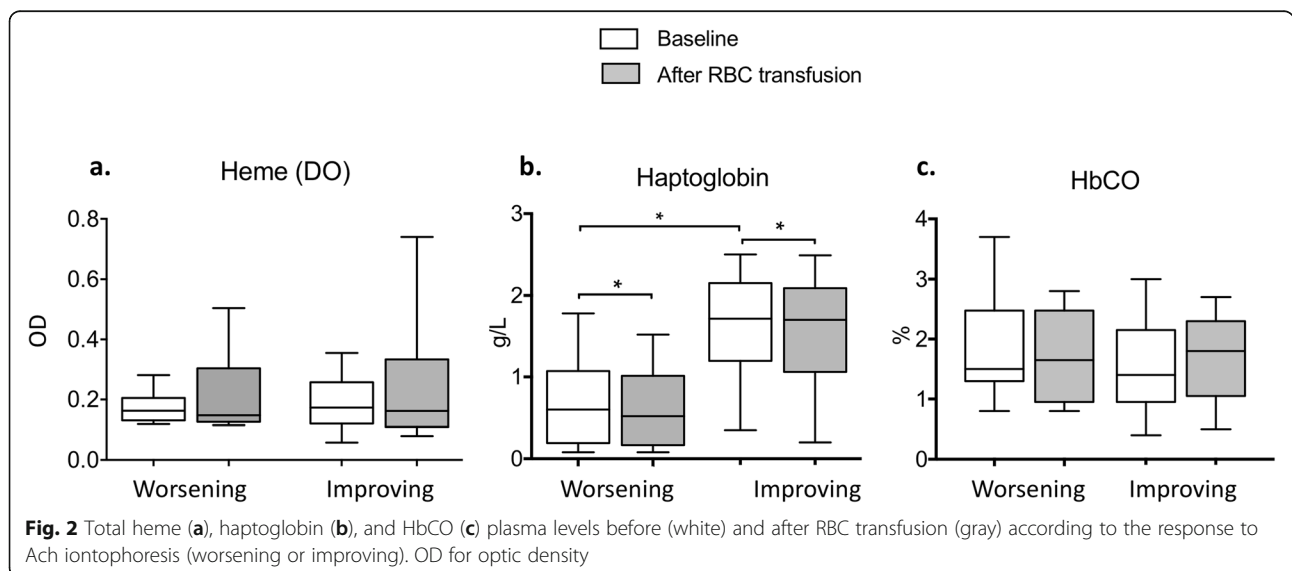 Baseline
After RBC transfusion
a.
Heme (DO)
0.8
0.6
0.4
0.2
0.0
OD
Worsening
Improving
b.
Haptoglobin
3
2
1
0
g/L
*
*
*
Worsening
Improving
c.
HbCO
4
3
2
1
0
%
Worsening
Improving
Fig. 2 Total heme (a), haptoglobin (b), and HbCO (c) plasma levels before (white) and after RBC transfusion (gray) according to the response to
Ach iontophoresis (worsening or improving). OD for optic density